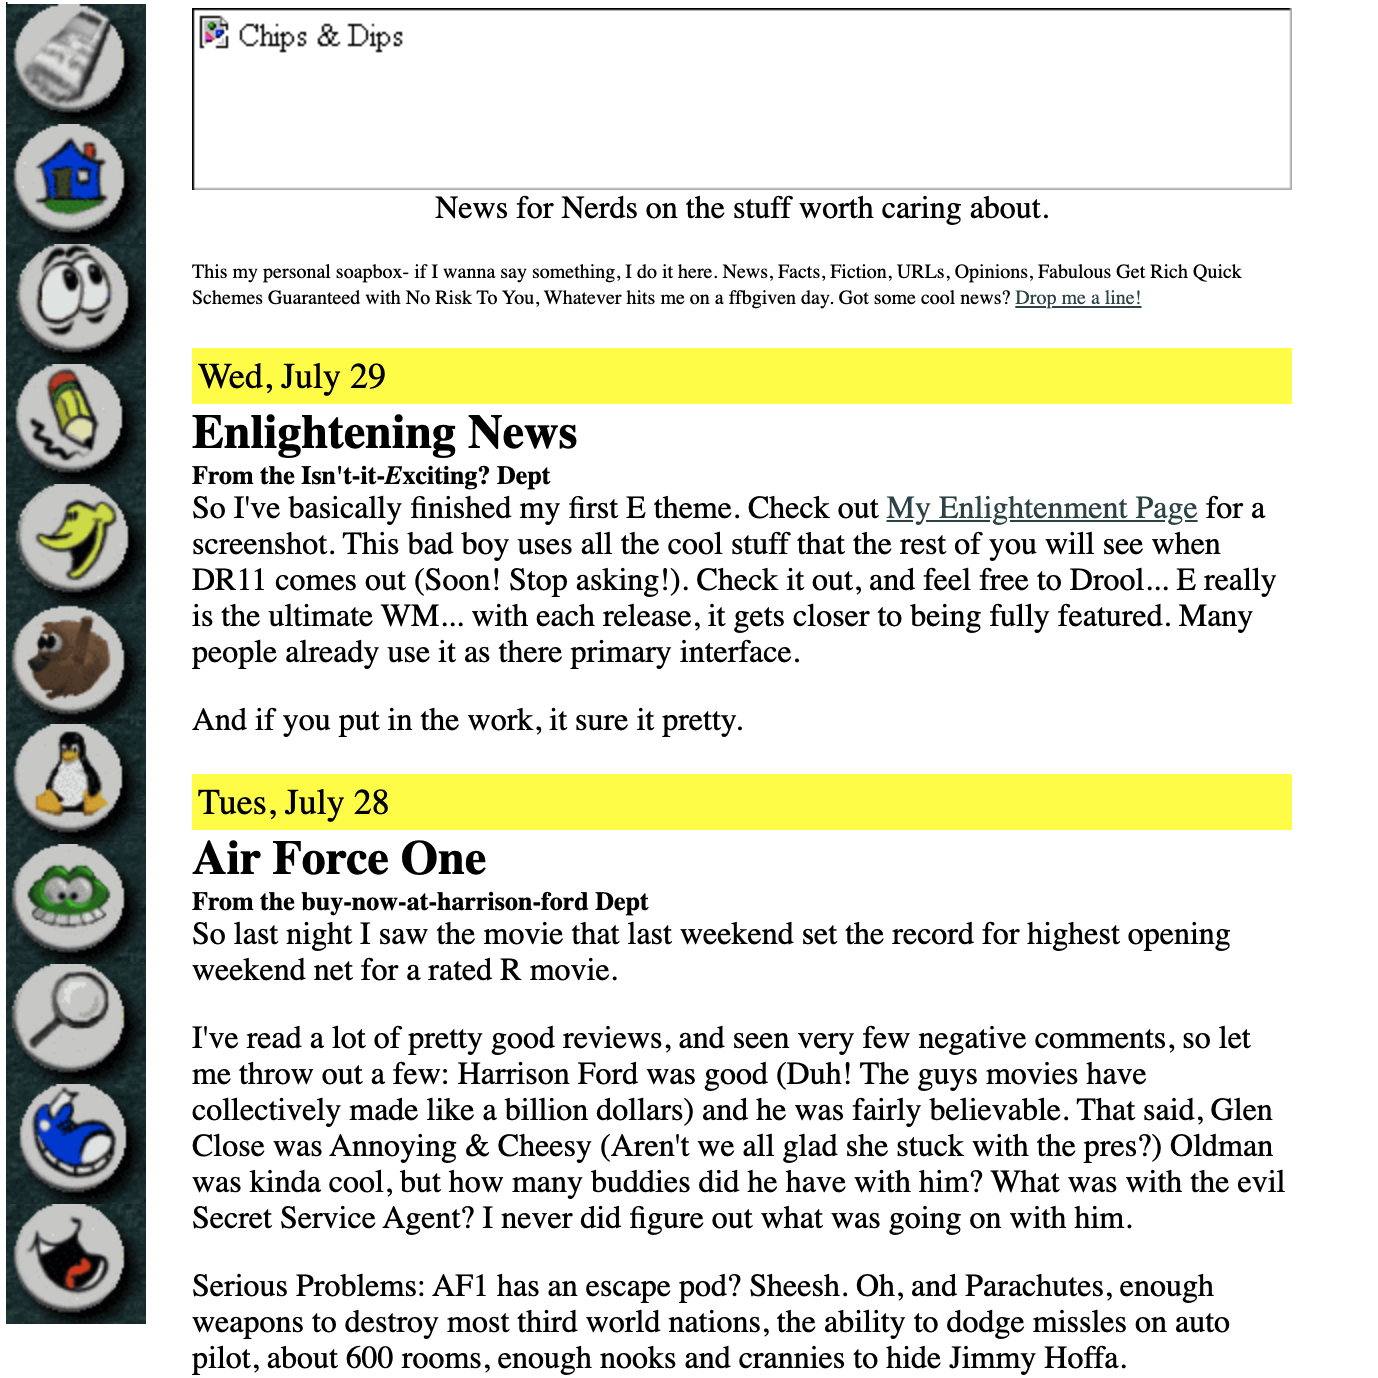 Chips & Dips
News for Nerds on the stuff worth caring about.
This my personal soapbox- if I wanna say something, I do it here. News, Facts, Fiction, URLs, Opinions, Fabulous Get Rich Quick
Schemes Guaranteed with No Risk To You, Whatever hits me on a ffbgiven day. Got some cool news? Drop me a line!
Wed, July 29
Enlightening News
From the Isn't-it-Exciting? Dept
So I've basically finished my first E theme. Check out My Enlightenment Page for a
screenshot. This bad boy uses all the cool stuff that the rest of you will see when
DR11 comes out (Soon! Stop asking!). Check it out, and feel free to Drool... E really
is the ultimate WM... with each release, it gets closer to being fully featured. Many
people already use it as there primary interface.
And if you put in the work, it sure it pretty.
Tues, July 28
Air Force One
From the buy-now-at-harrison-ford Dept
So last night I saw the movie that last weekend set the record for highest opening
weekend net for a rated R movie.
I've read a lot of pretty good reviews, and seen very few negative comments, so let
me throw out a few: Harrison Ford was good (Duh! The guys movies have
collectively made like a billion dollars) and he was fairly believable. That said, Glen
Close was Annoying & Cheesy (Aren't we all glad she stuck with the pres?) Oldman
was kinda cool, but how many buddies did he have with him? What was with the evil
Secret Service Agent? I never did figure out what was going on with him.
Serious Problems: AF1 has an escape pod? Sheesh. Oh, and Parachutes, enough
weapons to destroy most third world nations, the ability to dodge missles on auto
pilot, about 600 rooms, enough nooks and crannies to hide Jimmy Hoffa.